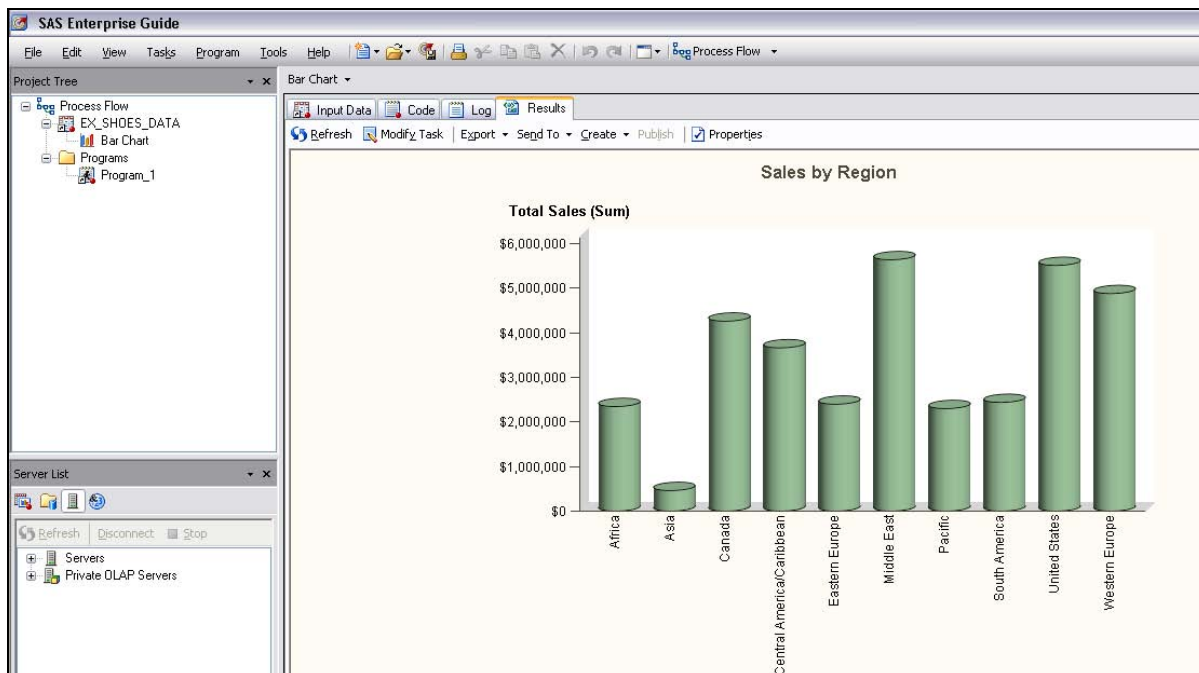 SAS Enterprise Guide
File Edit View Tasks Program Tools Help Process Flow
Project Tree
Process Flow
EX_SHOES_DATA
Bar Chart
Programs
Program_1
Server List
Refresh Disconnect Stop
Servers
Private OLAP Servers
Bar Chart
Input Data Code Log Results
Refresh Modify Task Export Send To Create Publish Properties
Sales by Region
Total Sales (Sum)
$6,000,000
$5,000,000
$4,000,000
$3,000,000
$2,000,000
$1,000,000
$0
Africa
Asia
Canada
Central America/Caribbean
Eastern Europe
Middle East
Pacific
South America
United States
Western Europe